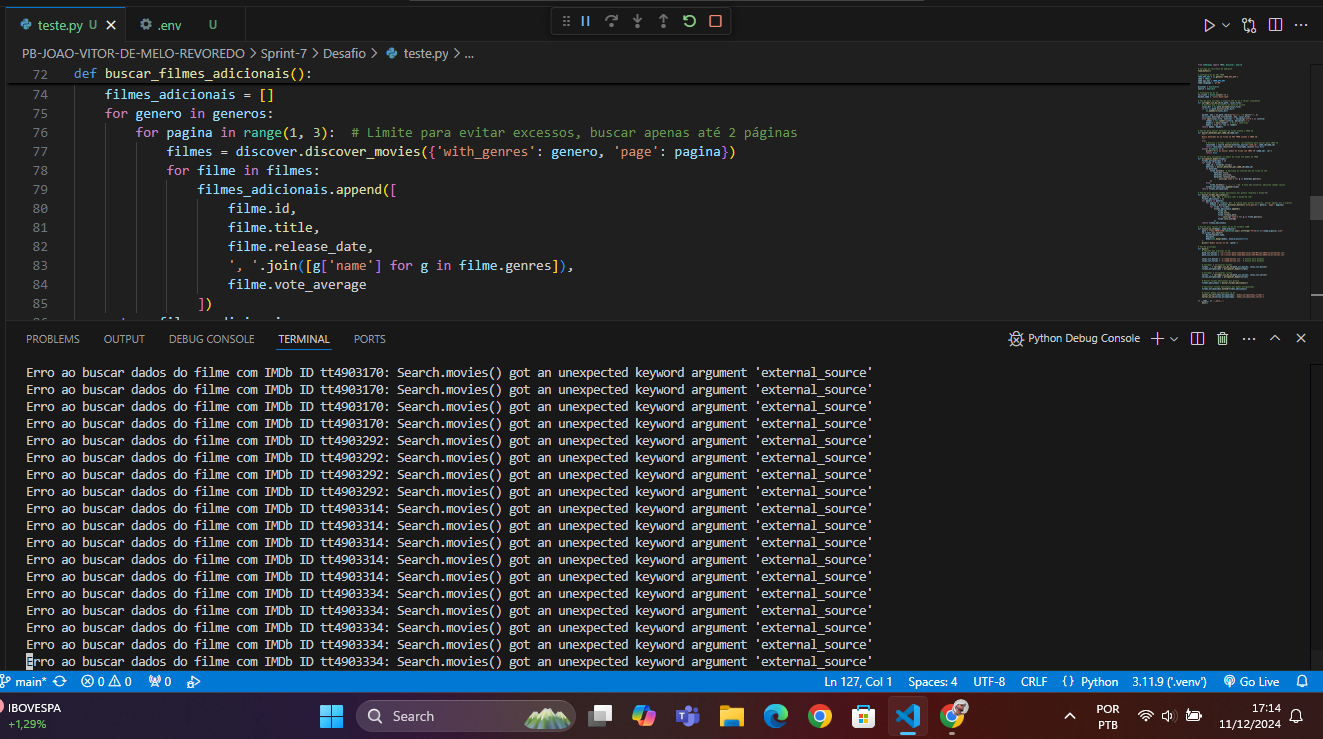 teste.py U
.env U
PB-JOAO-VITOR-DE-MELO-REVOREDO > Sprint-7 > Desafio > teste.py > ...
72 def buscar_filmes_adicionais():
74 filmes_adicionais = []
75 for genero in generos:
76 for pagina in range(1, 3):  # Limite para evitar excessos, buscar apenas até 2 páginas
77 filmes = discover.discover_movies({'with_genres': genero, 'page': pagina})
78 for filme in filmes:
79 filmes_adicionais.append([
80 filme.id,
81 filme.title,
82 filme.release_date,
83 ', '.join([g['name'] for g in filme.genres]),
84 filme.vote_average
85 ])
PROBLEMS OUTPUT DEBUG CONSOLE TERMINAL PORTS Python Debug Console
Erro ao buscar dados do filme com IMDb ID tt4903170: Search.movies() got an unexpected keyword argument 'external_source'
Erro ao buscar dados do filme com IMDb ID tt4903170: Search.movies() got an unexpected keyword argument 'external_source'
Erro ao buscar dados do filme com IMDb ID tt4903170: Search.movies() got an unexpected keyword argument 'external_source'
Erro ao buscar dados do filme com IMDb ID tt4903170: Search.movies() got an unexpected keyword argument 'external_source'
Erro ao buscar dados do filme com IMDb ID tt4903292: Search.movies() got an unexpected keyword argument 'external_source'
Erro ao buscar dados do filme com IMDb ID tt4903292: Search.movies() got an unexpected keyword argument 'external_source'
Erro ao buscar dados do filme com IMDb ID tt4903292: Search.movies() got an unexpected keyword argument 'external_source'
Erro ao buscar dados do filme com IMDb ID tt4903292: Search.movies() got an unexpected keyword argument 'external_source'
Erro ao buscar dados do filme com IMDb ID tt4903314: Search.movies() got an unexpected keyword argument 'external_source'
Erro ao buscar dados do filme com IMDb ID tt4903314: Search.movies() got an unexpected keyword argument 'external_source'
Erro ao buscar dados do filme com IMDb ID tt4903314: Search.movies() got an unexpected keyword argument 'external_source'
Erro ao buscar dados do filme com IMDb ID tt4903314: Search.movies() got an unexpected keyword argument 'external_source'
Erro ao buscar dados do filme com IMDb ID tt4903314: Search.movies() got an unexpected keyword argument 'external_source'
Erro ao buscar dados do filme com IMDb ID tt4903334: Search.movies() got an unexpected keyword argument 'external_source'
Erro ao buscar dados do filme com IMDb ID tt4903334: Search.movies() got an unexpected keyword argument 'external_source'
Erro ao buscar dados do filme com IMDb ID tt4903334: Search.movies() got an unexpected keyword argument 'external_source'
Erro ao buscar dados do filme com IMDb ID tt4903334: Search.movies() got an unexpected keyword argument 'external_source'
Erro ao buscar dados do filme com IMDb ID tt4903334: Search.movies() got an unexpected keyword argument 'external_source'
main* 0 0 0 Ln 127, Col 1 Spaces: 4 UTF-8 CRLF {} Python 3.11.9 ('.venv') Go Live
IBOVESPA
+1,29%
Search
POR
PTB
17:14
11/12/2024